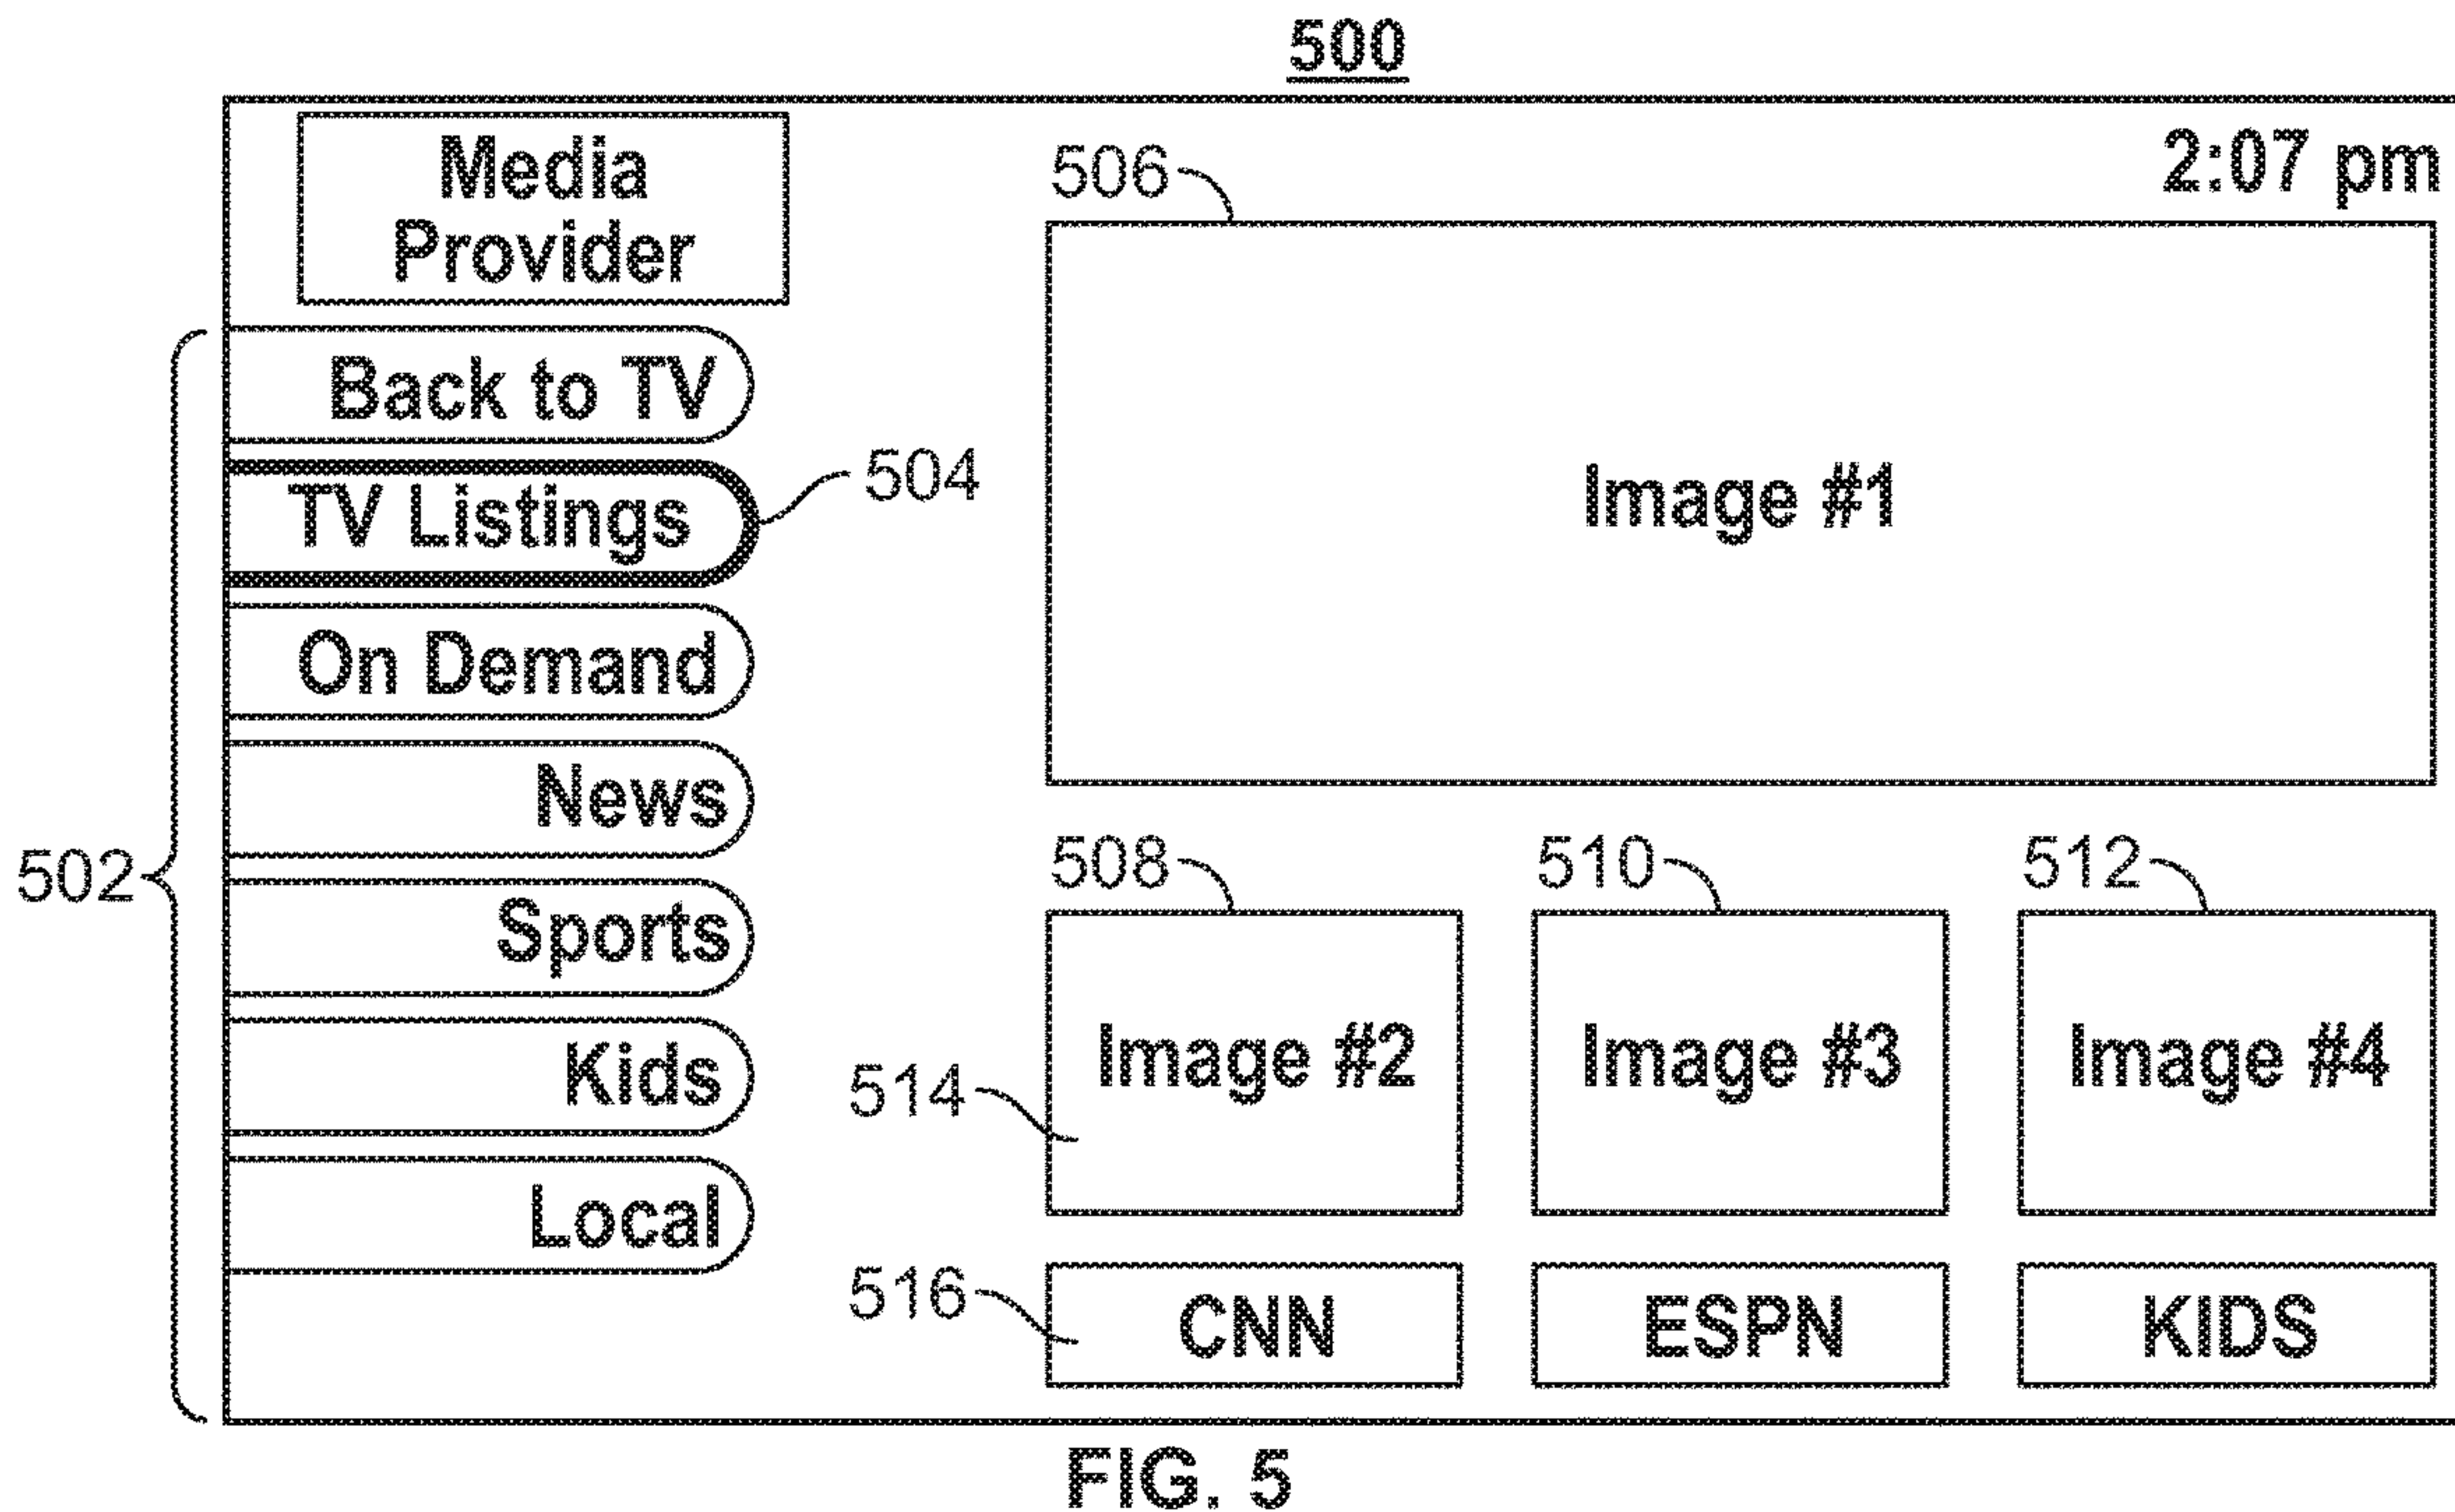 500
Media
Provider
2:07 pm
506
Back to TV
TV Listings
504
Image #1
On Demand
News
502
508
510
512
Sports
Image #2
Image #3
Image #4
Kids
514
Local
516
CNN
ESPN
KIDS
FIG. 5